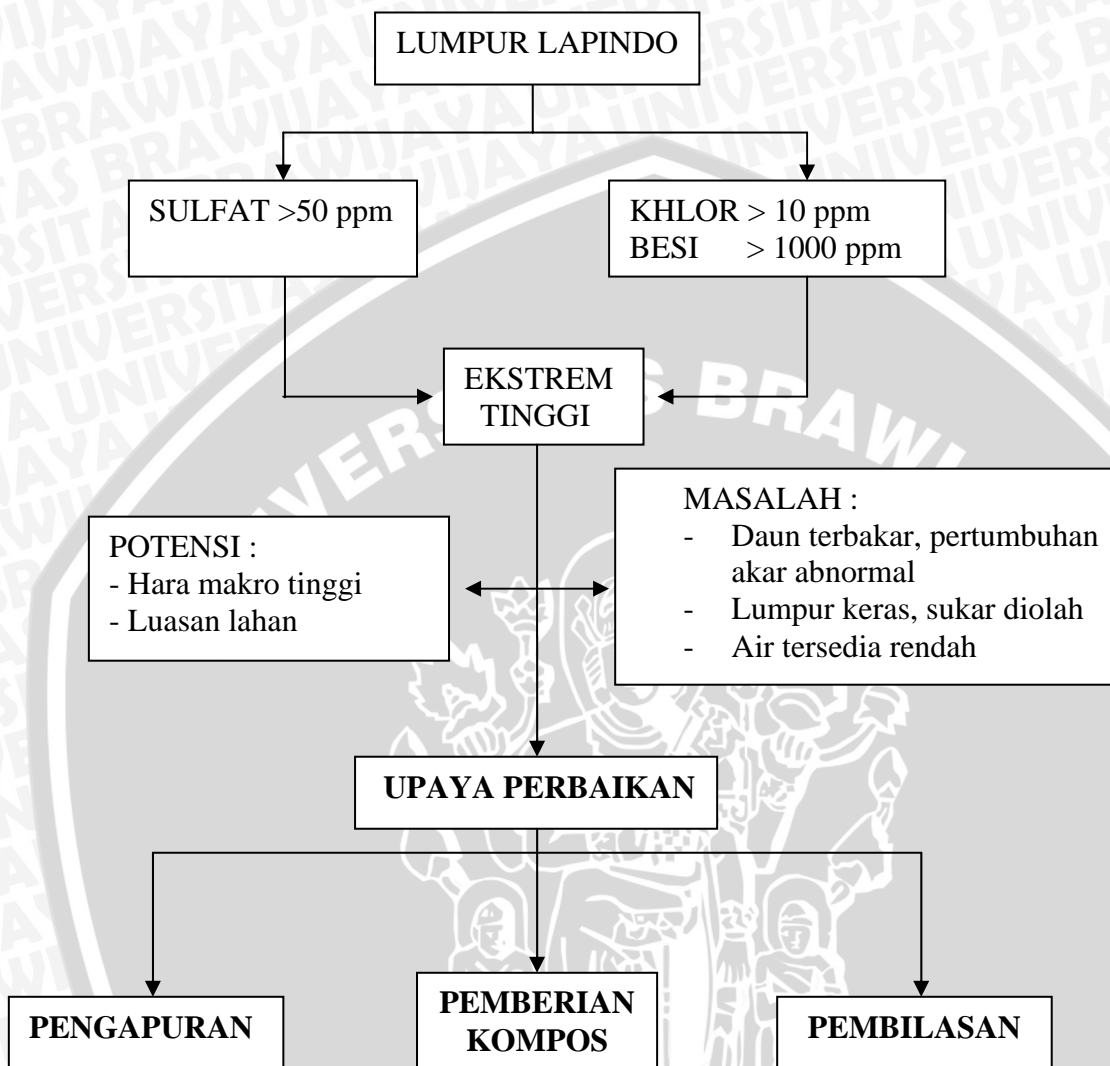 LUMPUR LAPINDO
SULFAT >50 ppm
KHLOR > 10 ppm
BESI > 1000 ppm
EKSTREM
TINGGI
POTENSI :
- Hara makro tinggi
- Luasan lahan
MASALAH :
- Daun terbakar, pertumbuhan
akar abnormal
- Lumpur keras, sukar diolah
- Air tersedia rendah
UPAYA PERBAIKAN
PENGAPURAN
PEMBERIAN
KOMPOS
PEMBILASAN